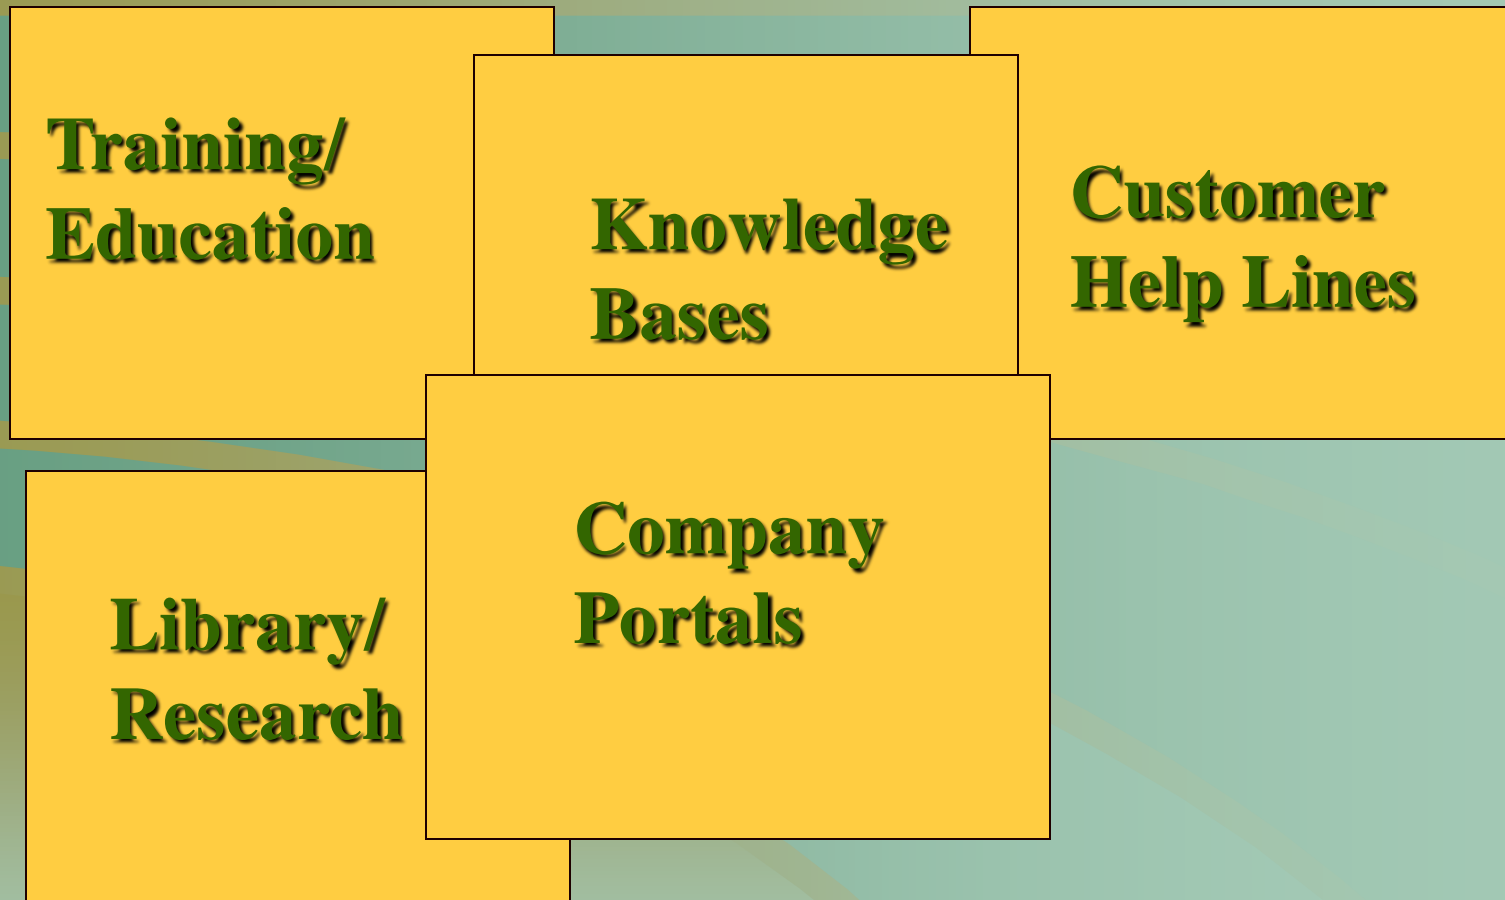 Training/
Education
Knowledge
Bases
Customer
Help Lines
Company
Portals
Library/
Research